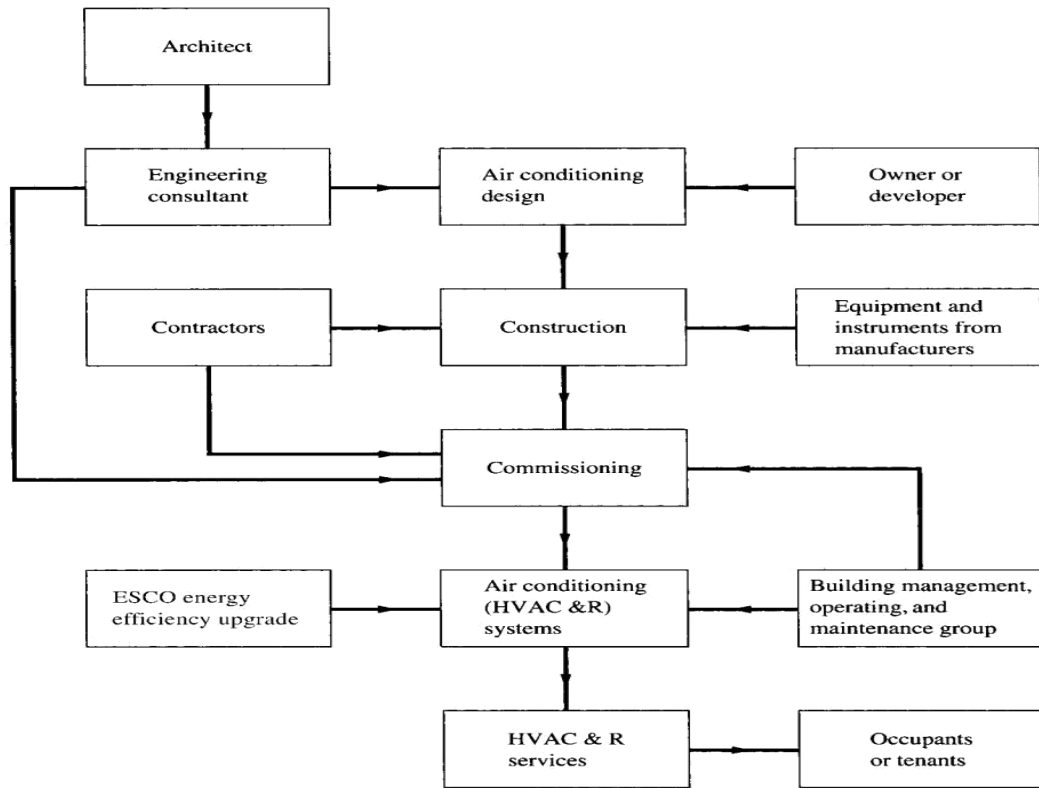 Architect
Engineering
consultant
Air conditioning
design
Owner or
developer
Contractors
Construction
Equipment and
instruments from
manufacturers
Commissioning
ESCO energy
efficiency upgrade
Air conditioning
(HVAC &R)
systems
Building management,
operating, and
maintenance group
HVAC & R
services
Occupants
or tenants